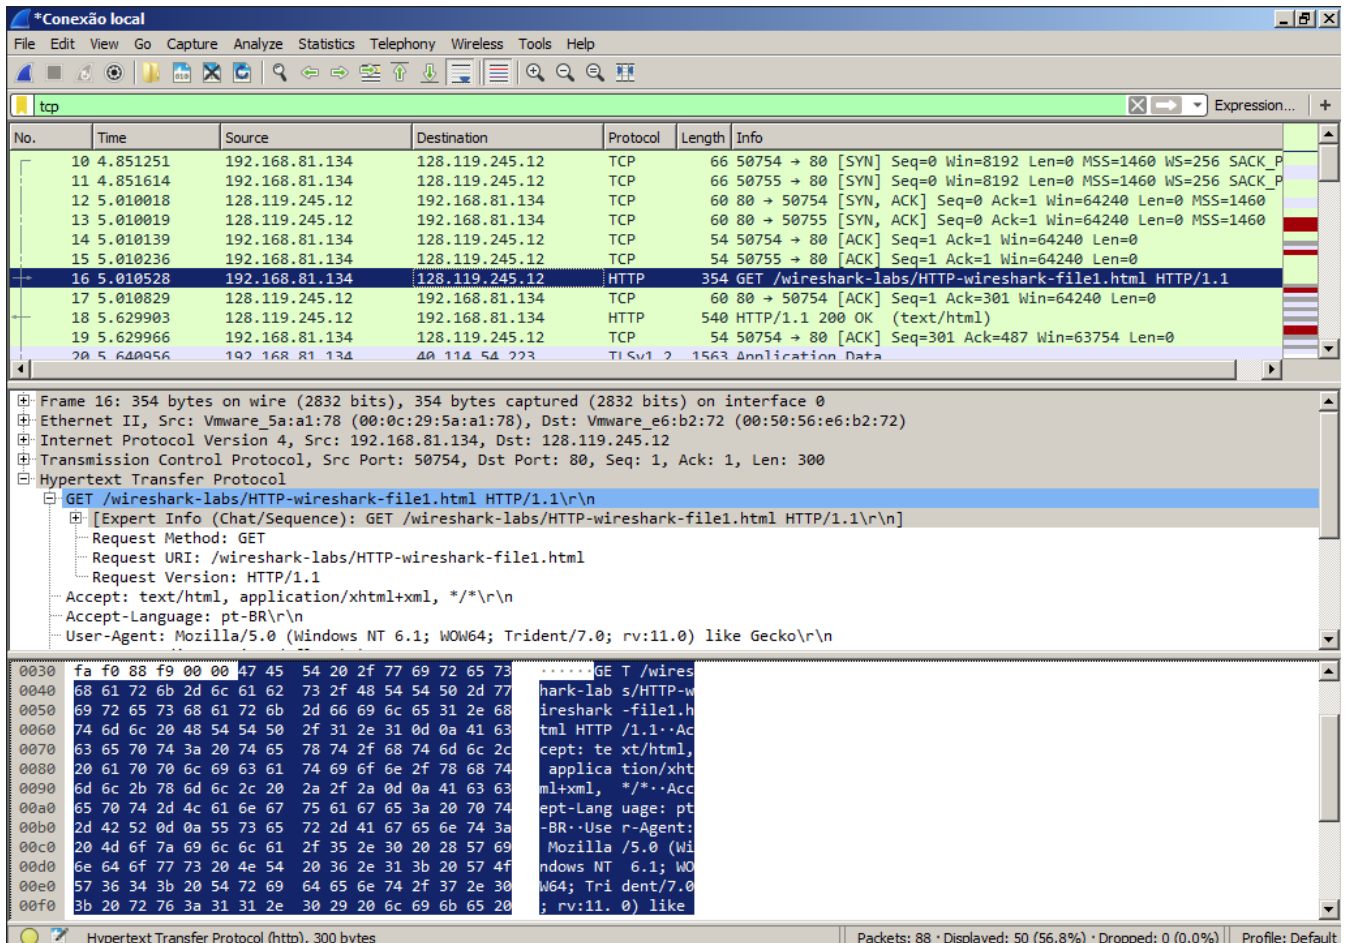 *Conexão local
File Edit View Go Capture Analyze Statistics Telephony Wireless Tools Help
tcp Expression... +
No. Time Source Destination Protocol Length Info
10 4.851251 192.168.81.134 128.119.245.12 TCP 66 50754 → 80 [SYN] Seq=0 Win=8192 Len=0 MSS=1460 WS=256 SACK_P
11 4.851614 192.168.81.134 128.119.245.12 TCP 66 50755 → 80 [SYN] Seq=0 Win=8192 Len=0 MSS=1460 WS=256 SACK_P
12 5.010018 128.119.245.12 192.168.81.134 TCP 60 80 → 50754 [SYN, ACK] Seq=0 Ack=1 Win=64240 Len=0 MSS=1460
13 5.010019 128.119.245.12 192.168.81.134 TCP 60 80 → 50755 [SYN, ACK] Seq=0 Ack=1 Win=64240 Len=0 MSS=1460
14 5.010139 192.168.81.134 128.119.245.12 TCP 54 50754 → 80 [ACK] Seq=1 Ack=1 Win=64240 Len=0
15 5.010236 192.168.81.134 128.119.245.12 TCP 54 50755 → 80 [ACK] Seq=1 Ack=1 Win=64240 Len=0
16 5.010528 192.168.81.134 128.119.245.12 HTTP 354 GET /wireshark-labs/HTTP-wireshark-file1.html HTTP/1.1
17 5.010829 128.119.245.12 192.168.81.134 TCP 60 80 → 50754 [ACK] Seq=1 Ack=301 Win=64240 Len=0
18 5.629903 128.119.245.12 192.168.81.134 HTTP 540 HTTP/1.1 200 OK (text/html)
19 5.629966 192.168.81.134 128.119.245.12 TCP 54 50754 → 80 [ACK] Seq=301 Ack=487 Win=63754 Len=0
20 5.640956 192.168.81.134 40.114.54.223 TLSv1.2 1563 Application Data
Frame 16: 354 bytes on wire (2832 bits), 354 bytes captured (2832 bits) on interface 0
Ethernet II, Src: Vmware_5a:a1:78 (00:0c:29:5a:a1:78), Dst: Vmware_e6:b2:72 (00:50:56:e6:b2:72)
Internet Protocol Version 4, Src: 192.168.81.134, Dst: 128.119.245.12
Transmission Control Protocol, Src Port: 50754, Dst Port: 80, Seq: 1, Ack: 1, Len: 300
Hypertext Transfer Protocol
GET /wireshark-labs/HTTP-wireshark-file1.html HTTP/1.1\r\n
[Expert Info (Chat/Sequence): GET /wireshark-labs/HTTP-wireshark-file1.html HTTP/1.1\r\n]
Request Method: GET
Request URI: /wireshark-labs/HTTP-wireshark-file1.html
Request Version: HTTP/1.1
Accept: text/html, application/xhtml+xml, */*\r\n
Accept-Language: pt-BR\r\n
User-Agent: Mozilla/5.0 (Windows NT 6.1; WOW64; Trident/7.0; rv:11.0) like Gecko\r\n
0030 fa f0 88 f9 00 00 47 45 54 20 2f 77 69 72 65 73 ······GE T /wires
0040 68 61 72 6b 2d 6c 61 62 73 2f 48 54 54 50 2d 77 hark-lab s/HTTP-w
0050 69 72 65 73 68 61 72 6b 2d 66 69 6c 65 31 2e 68 ireshark -file1.h
0060 74 6d 6c 20 48 54 54 50 2f 31 2e 31 0d 0a 41 63 tml HTTP /1.1··Ac
0070 63 65 70 74 3a 20 74 65 78 74 2f 68 74 6d 6c 2c cept: te xt/html,
0080 20 61 70 70 6c 69 63 61 74 69 6f 6e 2f 78 68 74 applica tion/xht
0090 6d 6c 2b 78 6d 6c 2c 20 2a 2f 2a 0d 0a 41 63 63 ml+xml, */*··Acc
00a0 65 70 74 2d 4c 61 6e 67 75 61 67 65 3a 20 70 74 ept-Lang uage: pt
00b0 2d 42 52 0d 0a 55 73 65 72 2d 41 67 65 6e 74 3a -BR··Use r-Agent:
00c0 20 4d 6f 7a 69 6c 6c 61 2f 35 2e 30 20 28 57 69 Mozilla /5.0 (Wi
00d0 6e 64 6f 77 73 20 4e 54 20 36 2e 31 3b 20 57 4f ndows NT 6.1; WO
00e0 57 36 34 3b 20 54 72 69 64 65 6e 74 2f 37 2e 30 W64; Tri dent/7.0
00f0 3b 20 72 76 3a 31 31 2e 30 29 20 6c 69 6b 65 20 ; rv:11. 0) like
Hypertext Transfer Protocol (http), 300 bytes Packets: 88 · Displayed: 50 (56.8%) · Dropped: 0 (0.0%) Profile: Default